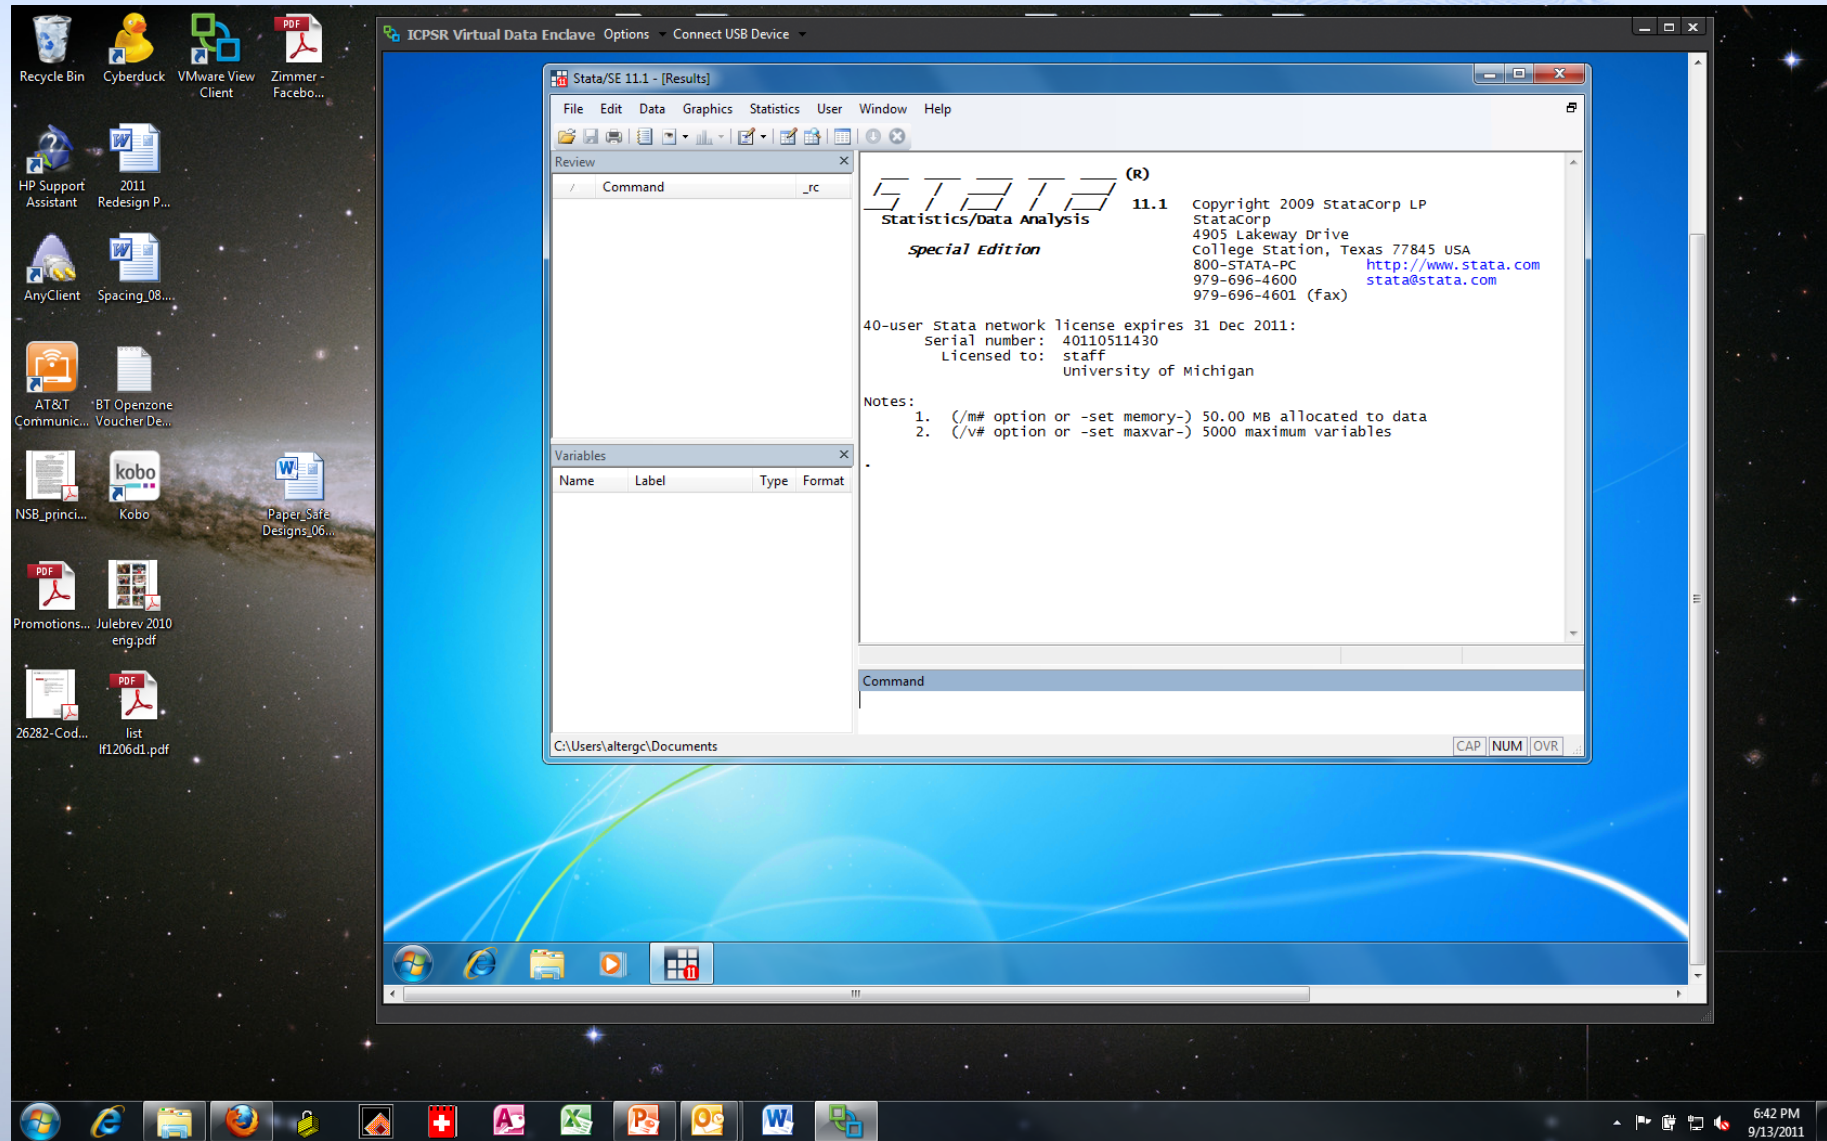 Recycle Bin
Cyberduck
VMware View
Client
PDF
Zimmer -
Facebo...
HP Support
Assistant
2011
Redesign P...
AnyClient
Spacing_08....
AT&T
Communic...
BT Openzone
Voucher De...
NSB_princi...
kobo
Kobo
Paper_Safe
Designs_06...
PDF
Promotions...
Julebrev 2010
eng.pdf
26282-Cod...
PDF
list
lf1206d1.pdf
ICPSR Virtual Data Enclave Options Connect USB Device
Stata/SE 11.1 - [Results]
File Edit Data Graphics Statistics User Window Help
Review
Command _rc
(R)
STATA
11.1 Copyright 2009 StataCorp LP
Statistics/Data Analysis StataCorp
4905 Lakeway Drive
Special Edition College Station, Texas 77845 USA
800-STATA-PC http://www.stata.com
979-696-4600 stata@stata.com
979-696-4601 (fax)
40-user Stata network license expires 31 Dec 2011:
Serial number: 40110511430
Licensed to: staff
University of Michigan
Notes:
1. (/m# option or -set memory-) 50.00 MB allocated to data
2. (/v# option or -set maxvar-) 5000 maximum variables
.
Variables
Name Label Type Format
Command
C:\Users\altergc\Documents
CAP NUM OVR
11
6:42 PM
9/13/2011